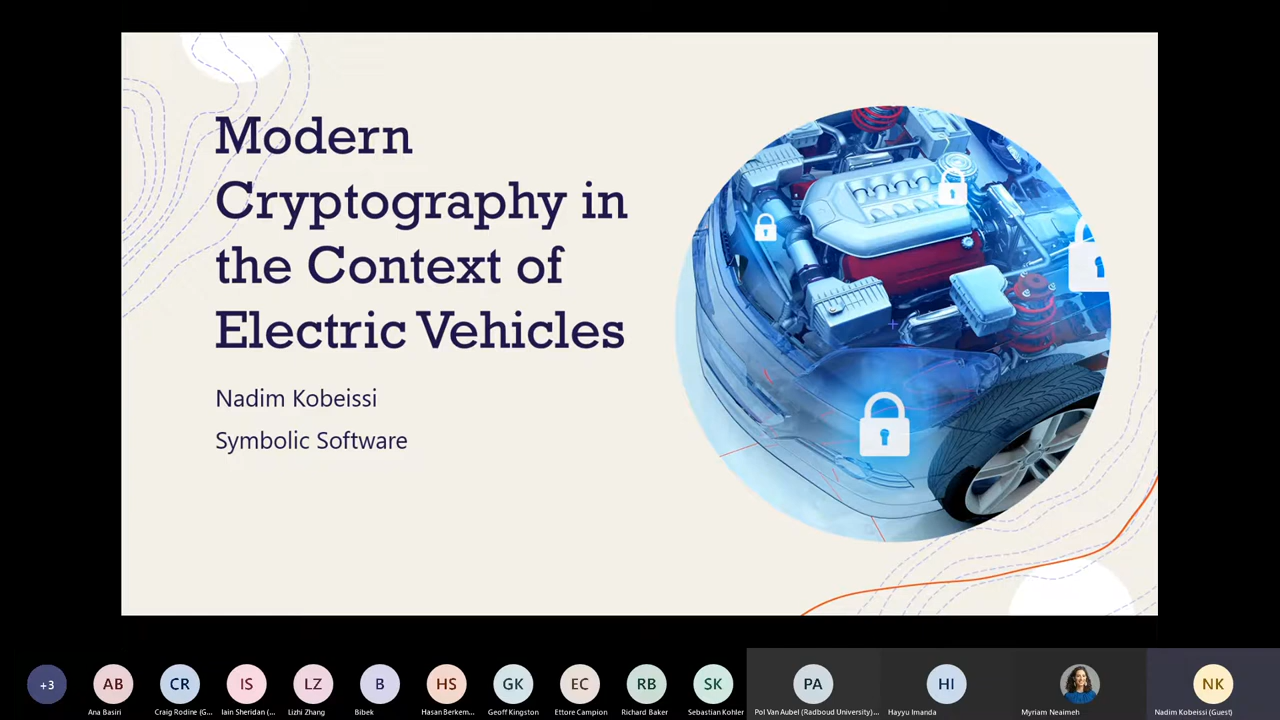 Modern
Cryptography in
the Context of
Electric Vehicles
Nadim Kobeissi
Symbolic Software
+3
AB
CR
IS
LZ
B
HS
GK
EC
RB
SK
PA
HI
NK
Ana Basiri
Craig Rodine (G...
Iain Sheridan (...
Lizhi Zhang
Bibek
Hasan Berkem...
Geoff Kingston
Ettore Campion
Richard Baker
Sebastian Kohler
Pol Van Aubel (Radboud University)...
Hayyu Imanda
Myriam Neaimeh
Nadim Kobeissi (Guest)